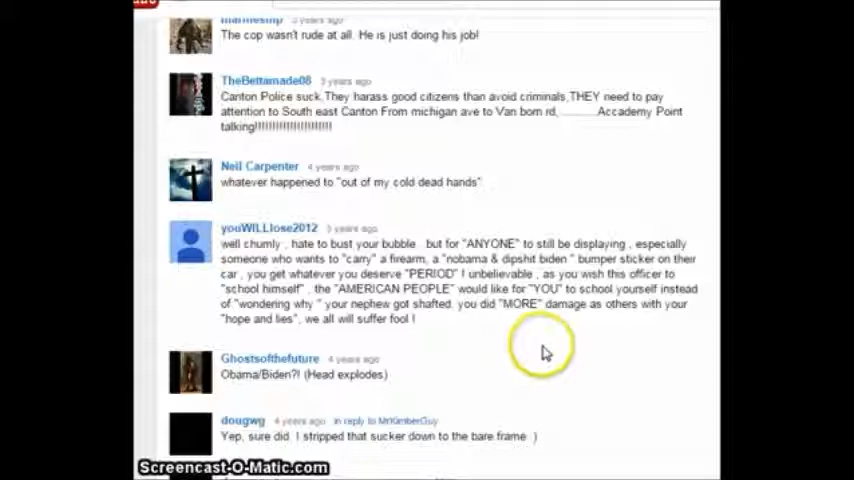 marinesmp 3 years ago
The cop wasn't rude at all. He is just doing his job!
TheBettamade08 3 years ago
Canton Police suck,They harass good citizens than avoid criminals,THEY need to pay
attention to South east Canton From michigan ave to Van born rd, ...........Accademy Point
talking!!!!!!!!!!!!!!!!!!!!!!!!
Neil Carpenter 4 years ago
whatever happened to "out of my cold dead hands"
youWILLlose2012 3 years ago
well chumly , hate to bust your bubble.. but for "ANYONE" to still be displaying , especially
someone who wants to "carry" a firearm, a "nobama & dipshit biden " bumper sticker on their
car , you get whatever you deserve "PERIOD" ! unbelievable , as you wish this officer to
"school himself" , the "AMERICAN PEOPLE" would like for "YOU" to school yourself instead
of "wondering why " your nephew got shafted, you did "MORE" damage as others with your
"hope and lies", we all will suffer fool !
Ghostsofthefuture 4 years ago
Obama/Biden?! (Head explodes)
dougwg 4 years ago in reply to MrKimberGuy
Yep, sure did. I stripped that sucker down to the bare frame :)
Screencast-O-Matic.com